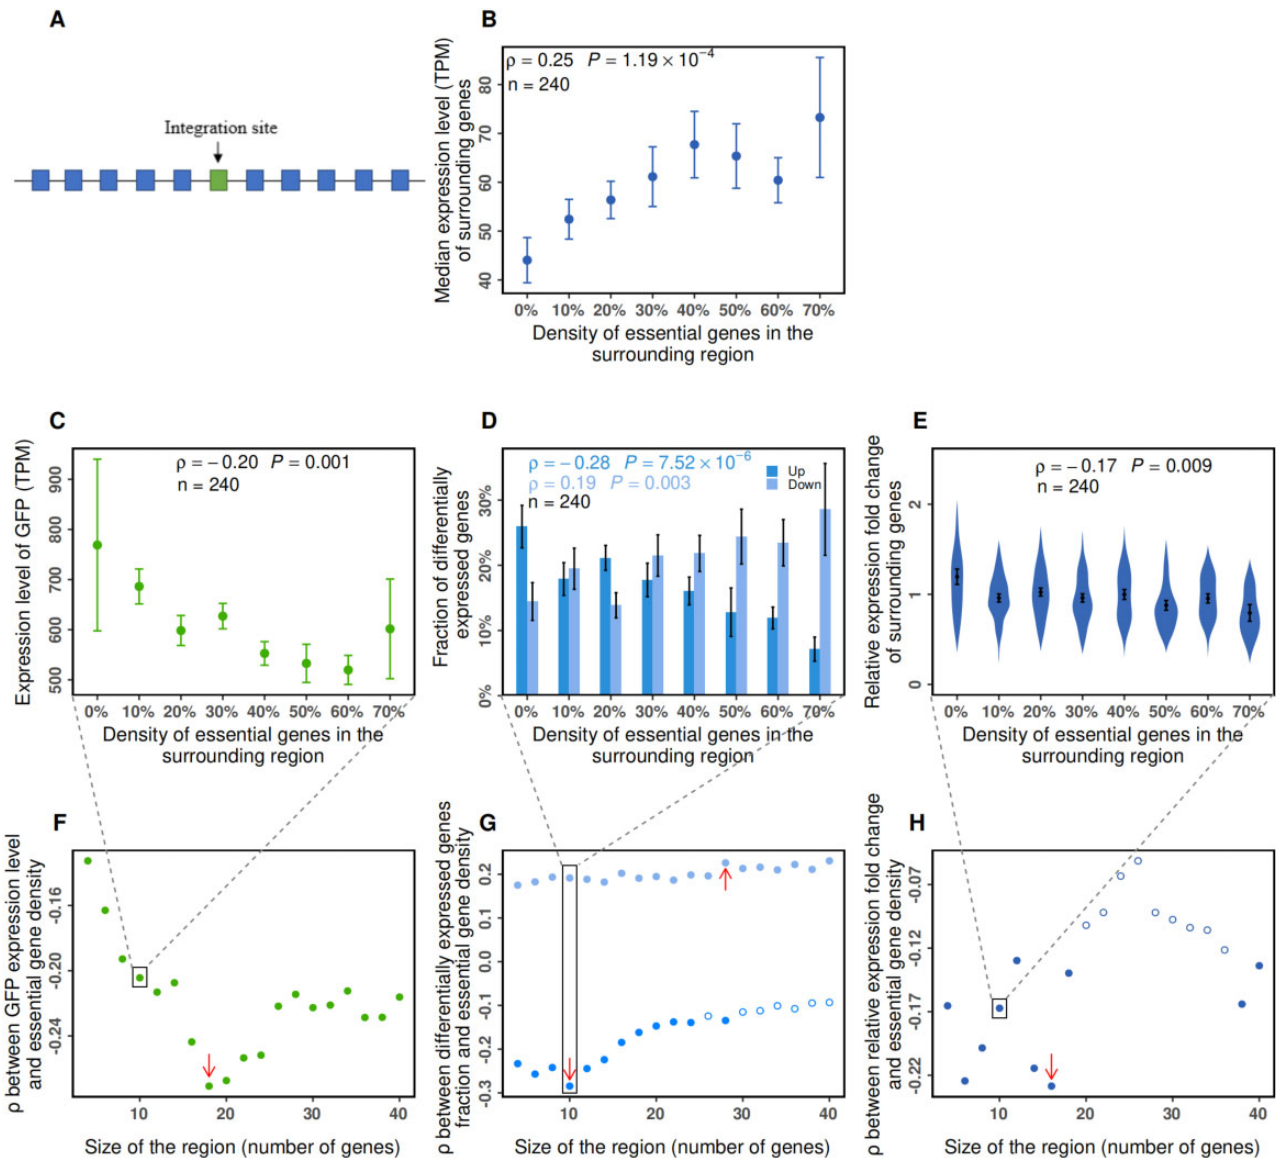 A
Integration site
B
Median expression level (TPM)
of surrounding genes
ρ = 0.25 P = 1.19 × 10⁻⁴
n = 240
80
70
60
50
40
0% 10% 20% 30% 40% 50% 60% 70%
Density of essential genes in the
surrounding region
C
Expression level of GFP (TPM)
ρ = − 0.20 P = 0.001
n = 240
900
800
700
600
500
0% 10% 20% 30% 40% 50% 60% 70%
Density of essential genes in the
surrounding region
D
Fraction of differentially
expressed genes
ρ = − 0.28 P = 7.52 × 10⁻⁶
ρ = 0.19 P = 0.003
n = 240
Up
Down
30%
20%
10%
0%
0% 10% 20% 30% 40% 50% 60% 70%
Density of essential genes in the
surrounding region
E
Relative expression fold change
of surrounding genes
ρ = − 0.17 P = 0.009
n = 240
2
1
0
0% 10% 20% 30% 40% 50% 60% 70%
Density of essential genes in the
surrounding region
F
ρ between GFP expression level
and essential gene density
-0.16
-0.20
-0.24
10 20 30 40
Size of the region (number of genes)
G
ρ between differentially expressed genes
fraction and essential gene density
0.2
0.1
0.0
-0.1
-0.2
-0.3
10 20 30 40
Size of the region (number of genes)
H
ρ between relative expression fold change
and essential gene density
-0.07
-0.12
-0.17
-0.22
10 20 30 40
Size of the region (number of genes)